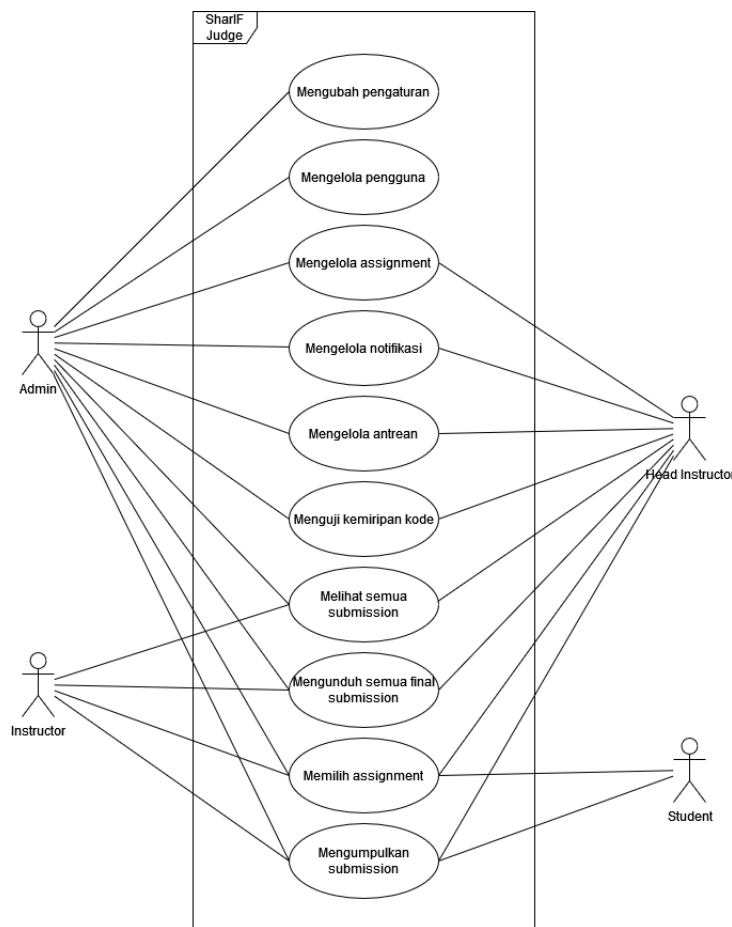 SharIF
Judge
Mengubah pengaturan
Mengelola pengguna
Mengelola assignment
Mengelola notifikasi
Admin
Mengelola antrean
Head Instructor
Menguji kemiripan kode
Melihat semua
submission
Mengunduh semua final
submission
Instructor
Memilih assignment
Student
Mengumpulkan
submission